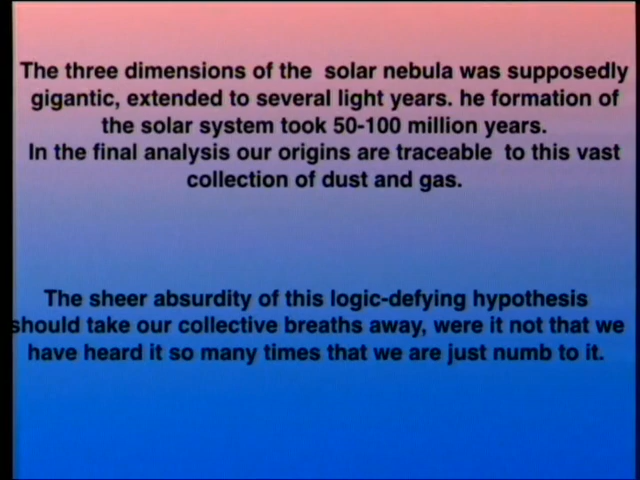 The three dimensions of the  solar nebula was supposedly
gigantic, extended to several light years. he formation of
the solar system took 50-100 million years.
In the final analysis our origins are traceable  to this vast
collection of dust and gas.
The sheer absurdity of this logic-defying hypothesis
should take our collective breaths away, were it not that we
have heard it so many times that we are just numb to it.